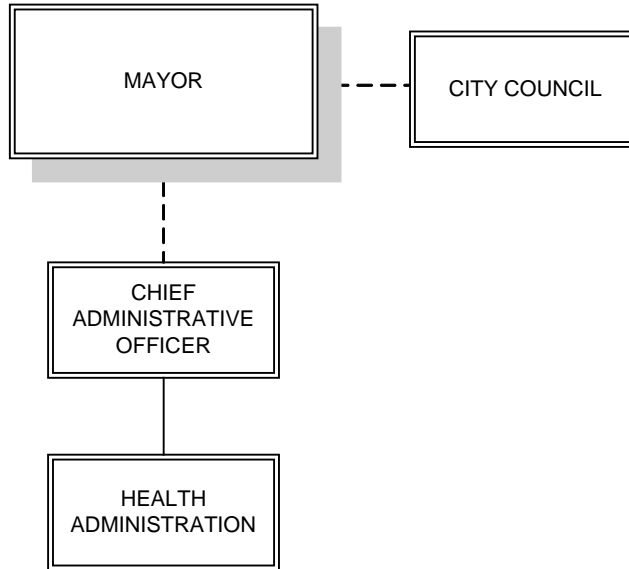 MAYOR
CITY COUNCIL
CHIEF
ADMINISTRATIVE
OFFICER
HEALTH
ADMINISTRATION